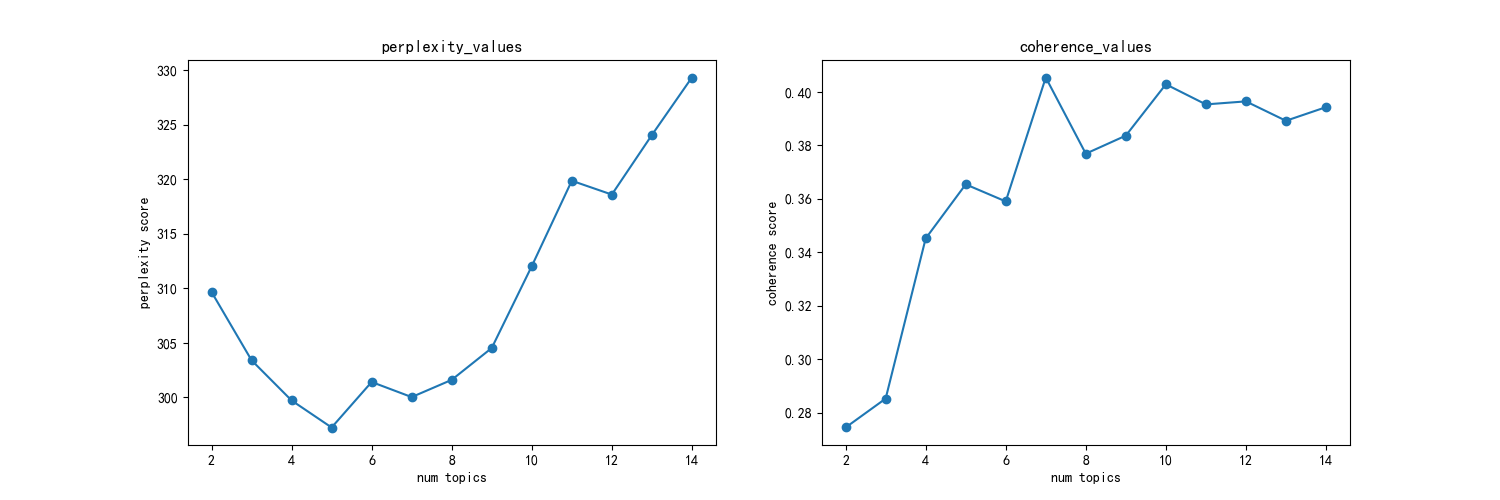 perplexity_values
330
325
320
315
310
305
300
perplexity score
2 4 6 8 10 12 14
num topics
coherence_values
0.40
0.38
0.36
0.34
0.32
0.30
0.28
coherence score
2 4 6 8 10 12 14
num topics